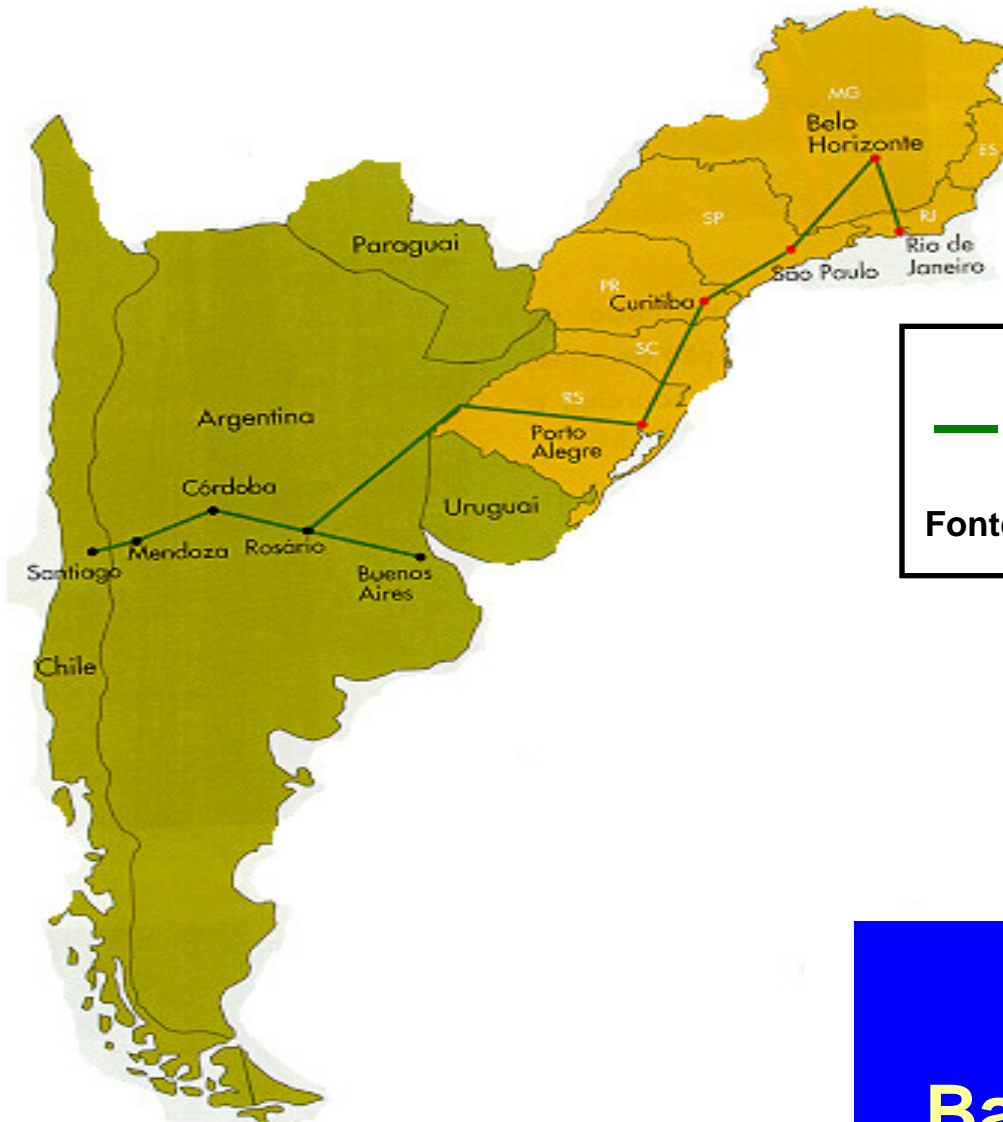 MG
Belo
Horizonte
ES
SP
RJ
Rio de
Janeiro
São Paulo
Paraguai
PR
Curitiba
SC
RS
Porto
Alegre
Argentina
Córdoba
Uruguai
Mendoza
Rosário
Santiago
Buenos
Aires
Chile